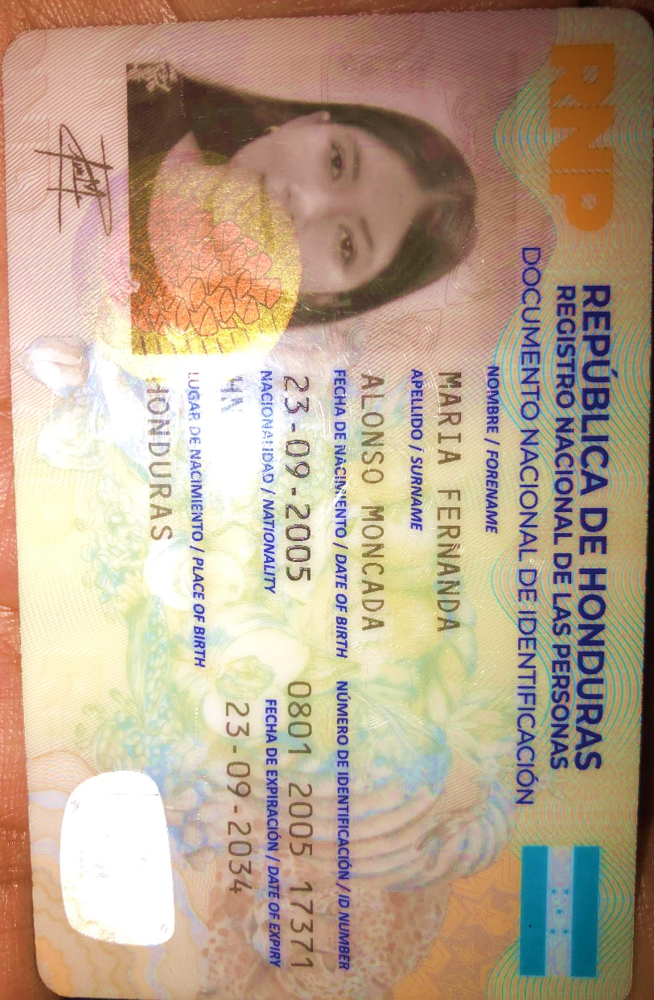 RNP
REPÚBLICA DE HONDURAS
REGISTRO NACIONAL DE LAS PERSONAS
DOCUMENTO NACIONAL DE IDENTIFICACIÓN
NOMBRE / FORENAME
MARIA FERNANDA
APELLIDO / SURNAME
ALONSO MONCADA
FECHA DE NACIMIENTO / DATE OF BIRTH
23-09-2005
NÚMERO DE IDENTIFICACIÓN / ID NUMBER
0801 2005 17371
NACIONALIDAD / NATIONALITY
HN
FECHA DE EXPIRACIÓN / DATE OF EXPIRY
23-09-2034
LUGAR DE NACIMIENTO / PLACE OF BIRTH
HONDURAS